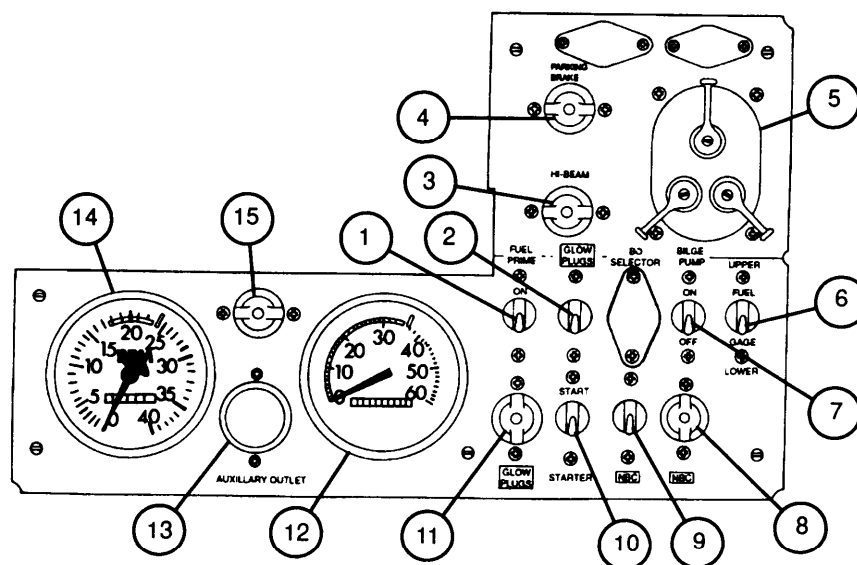 PARKING
BRAKE
4
5
HI-BEAM
3
14
15
1
2
FUEL
PRIME
GLOW
PLUGS
BO
SELECTOR
BILGE
PUMP
UPPER
ON
ON
FUEL
6
OFF
GAGE
LOWER
7
0 5 10 15 20 25 30 35 40
0 10 20 30 40 50 60
START
AUXILLARY OUTLET
GLOW
PLUGS
STARTER
NBC
NBC
13
12
11
10
9
8